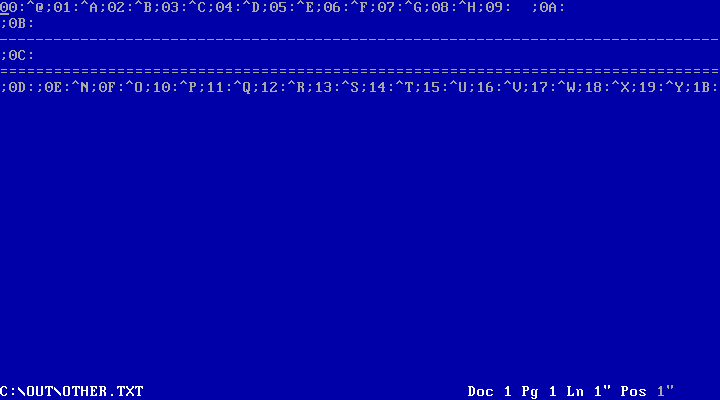 00:^@;01:^A;02:^B;03:^C;04:^D;05:^E;06:^F;07:^G;08:^H;09:  ;0A:
;0B:
--------------------------------------------------------------------------------
;0C:
================================================================================
;0D:;0E:^N;0F:^O;10:^P;11:^Q;12:^R;13:^S;14:^T;15:^U;16:^V;17:^W;18:^X;19:^Y;1B:
C:\OUT\OTHER.TXT Doc 1 Pg 1 Ln 1" Pos 1"